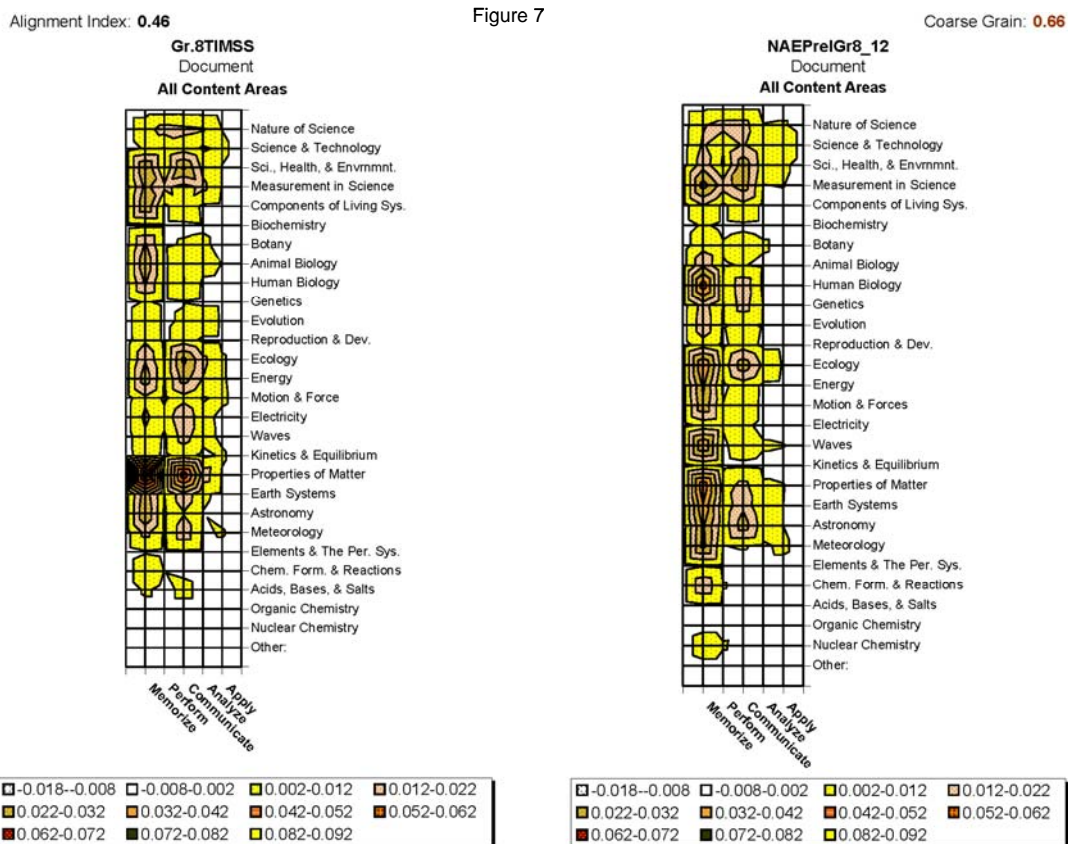 Figure 7
Alignment Index: 0.46
Coarse Grain: 0.66
Gr.8TIMSS
Document
All Content Areas
Nature of Science
Science & Technology
Sci., Health, & Envrnmnt.
Measurement in Science
Components of Living Sys.
Biochemistry
Botany
Animal Biology
Human Biology
Genetics
Evolution
Reproduction & Dev.
Ecology
Energy
Motion & Force
Electricity
Waves
Kinetics & Equilibrium
Properties of Matter
Earth Systems
Astronomy
Meteorology
Elements & The Per. Sys.
Chem. Form. & Reactions
Acids, Bases, & Salts
Organic Chemistry
Nuclear Chemistry
Other:
Memorize
Perform
Communicate
Analyze
Apply
-0.018--0.008 -0.008-0.002 0.002-0.012 0.012-0.022
0.022-0.032 0.032-0.042 0.042-0.052 0.052-0.062
0.062-0.072 0.072-0.082 0.082-0.092
NAEPrelGr8_12
Document
All Content Areas
Nature of Science
Science & Technology
Sci., Health, & Envrnmnt.
Measurement in Science
Components of Living Sys.
Biochemistry
Botany
Animal Biology
Human Biology
Genetics
Evolution
Reproduction & Dev.
Ecology
Energy
Motion & Forces
Electricity
Waves
Kinetics & Equilibrium
Properties of Matter
Earth Systems
Astronomy
Meteorology
Elements & The Per. Sys.
Chem. Form. & Reactions
Acids, Bases, & Salts
Organic Chemistry
Nuclear Chemistry
Other:
Memorize
Perform
Communicate
Analyze
Apply
-0.018--0.008 -0.008-0.002 0.002-0.012 0.012-0.022
0.022-0.032 0.032-0.042 0.042-0.052 0.052-0.062
0.062-0.072 0.072-0.082 0.082-0.092